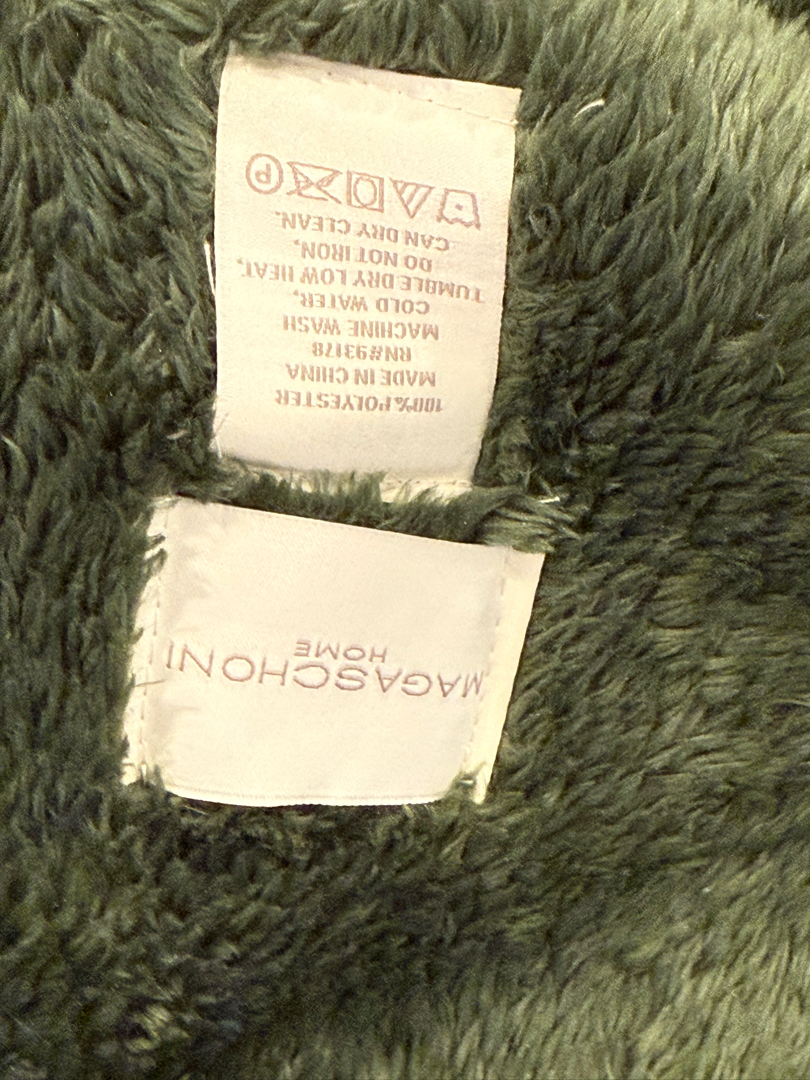 MAGASCHONI
HOME
100%POLYESTER
MADE IN CHINA
RN#93178
MACHINE WASH
COLD WATER,
TUMBLE DRY LOW HEAT,
DO NOT IRON,
CAN DRY CLEAN.
P